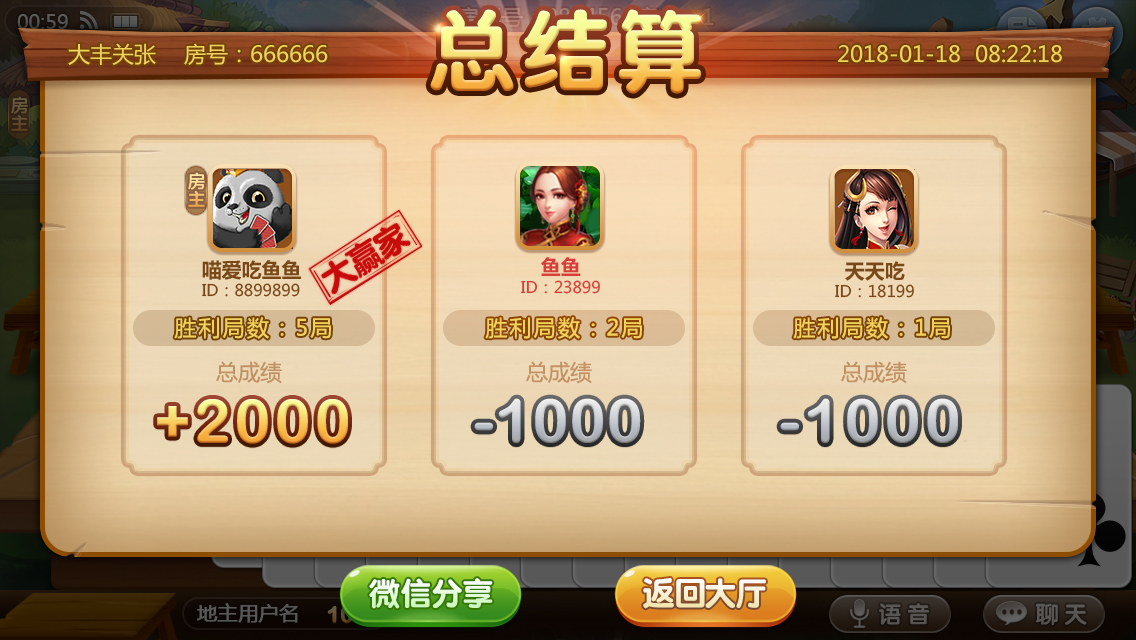 00:59
总结算
大丰关张 房号：666666
2018-01-18 08:22:18
房主
房主
喵爱吃鱼鱼
ID：8899899
大赢家
胜利局数：5局
总成绩
+2000
鱼鱼
ID：23899
胜利局数：2局
总成绩
-1000
天天吃
ID：18199
胜利局数：1局
总成绩
-1000
微信分享
返回大厅
地主用户名
语音
聊天